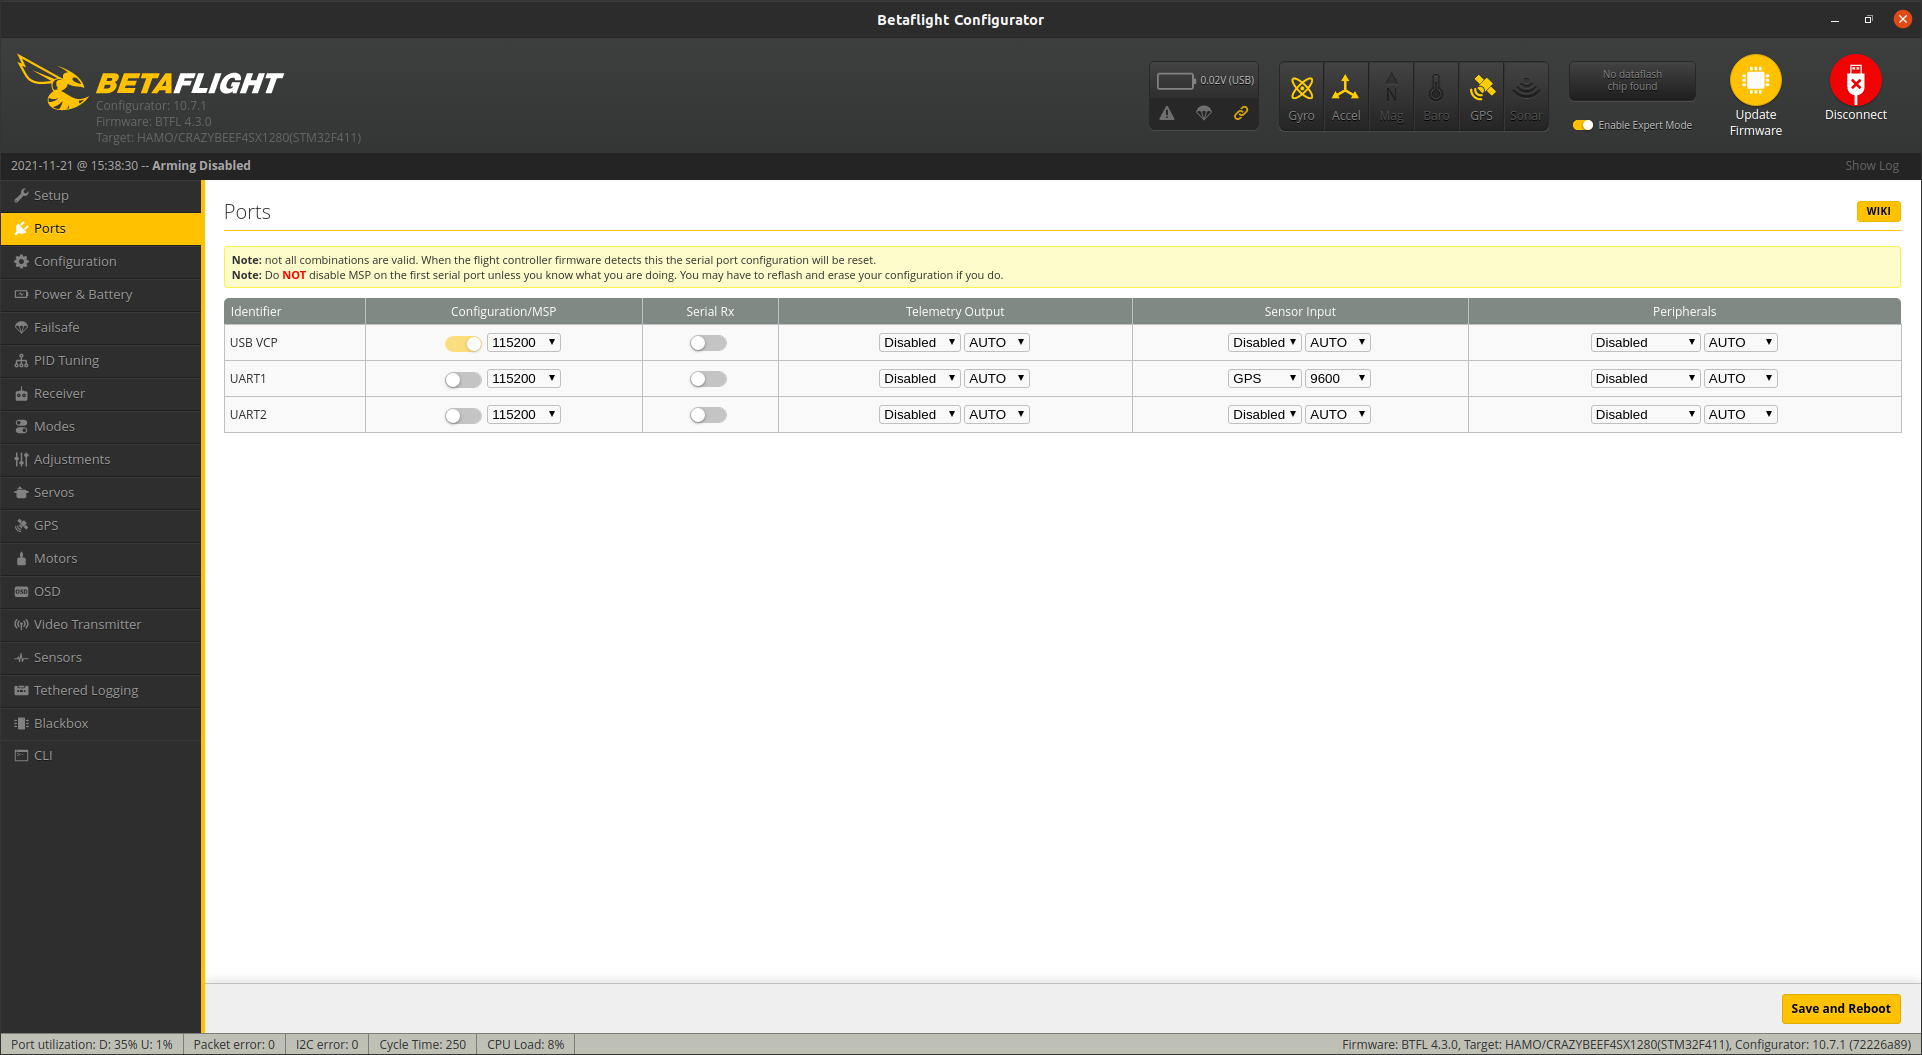 Betaflight Configurator
BETAFLIGHT
Configurator: 10.7.1
Firmware: BTFL 4.3.0
Target: HAMO/CRAZYBEEF4SX1280(STM32F411)
0.02V (USB)
Gyro Accel Mag Baro GPS Sonar
No dataflash
chip found
Enable Expert Mode
Update
Firmware
Disconnect
2021-11-21 @ 15:38:30 -- Arming Disabled
Show Log
Setup
Ports
Configuration
Power & Battery
Failsafe
PID Tuning
Receiver
Modes
Adjustments
Servos
GPS
Motors
OSD
Video Transmitter
Sensors
Tethered Logging
Blackbox
CLI
Ports
WIKI
Note: not all combinations are valid. When the flight controller firmware detects this the serial port configuration will be reset.
Note: Do NOT disable MSP on the first serial port unless you know what you are doing. You may have to reflash and erase your configuration if you do.
Identifier Configuration/MSP Serial Rx Telemetry Output Sensor Input Peripherals
USB VCP 115200 Disabled AUTO Disabled AUTO Disabled AUTO
UART1 115200 Disabled AUTO GPS 9600 Disabled AUTO
UART2 115200 Disabled AUTO Disabled AUTO Disabled AUTO
Save and Reboot
Port utilization: D: 35% U: 1% Packet error: 0 I2C error: 0 Cycle Time: 250 CPU Load: 8% Firmware: BTFL 4.3.0, Target: HAMO/CRAZYBEEF4SX1280(STM32F411), Configurator: 10.7.1 (72226a89)